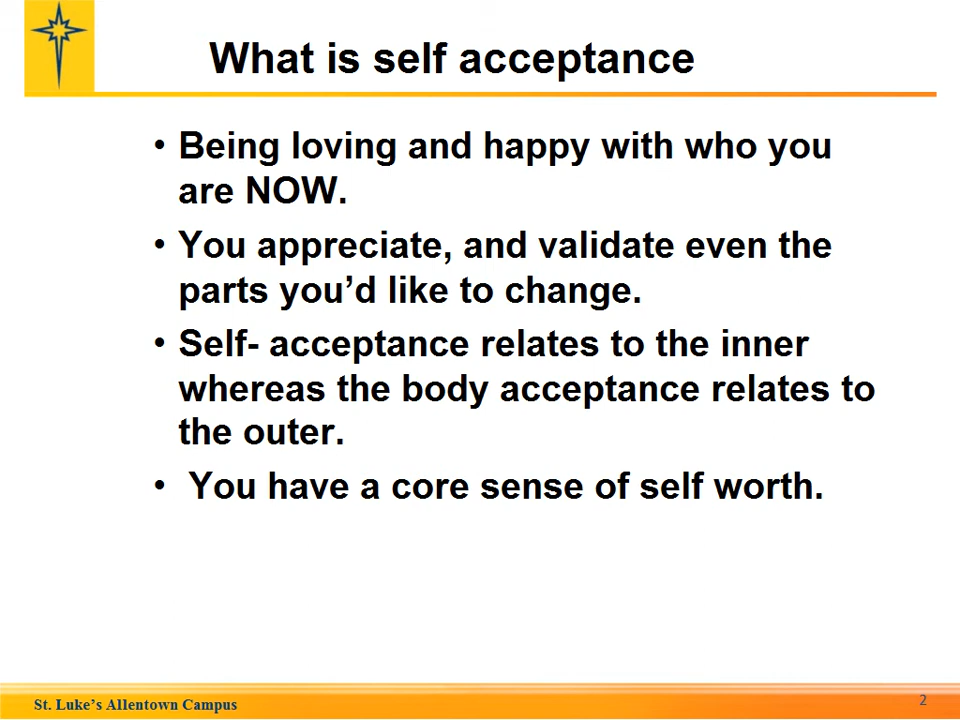 What is self acceptance
• Being loving and happy with who you
are NOW.
• You appreciate, and validate even the
parts you’d like to change.
• Self- acceptance relates to the inner
whereas the body acceptance relates to
the outer.
• You have a core sense of self worth.
St. Luke’s Allentown Campus
2